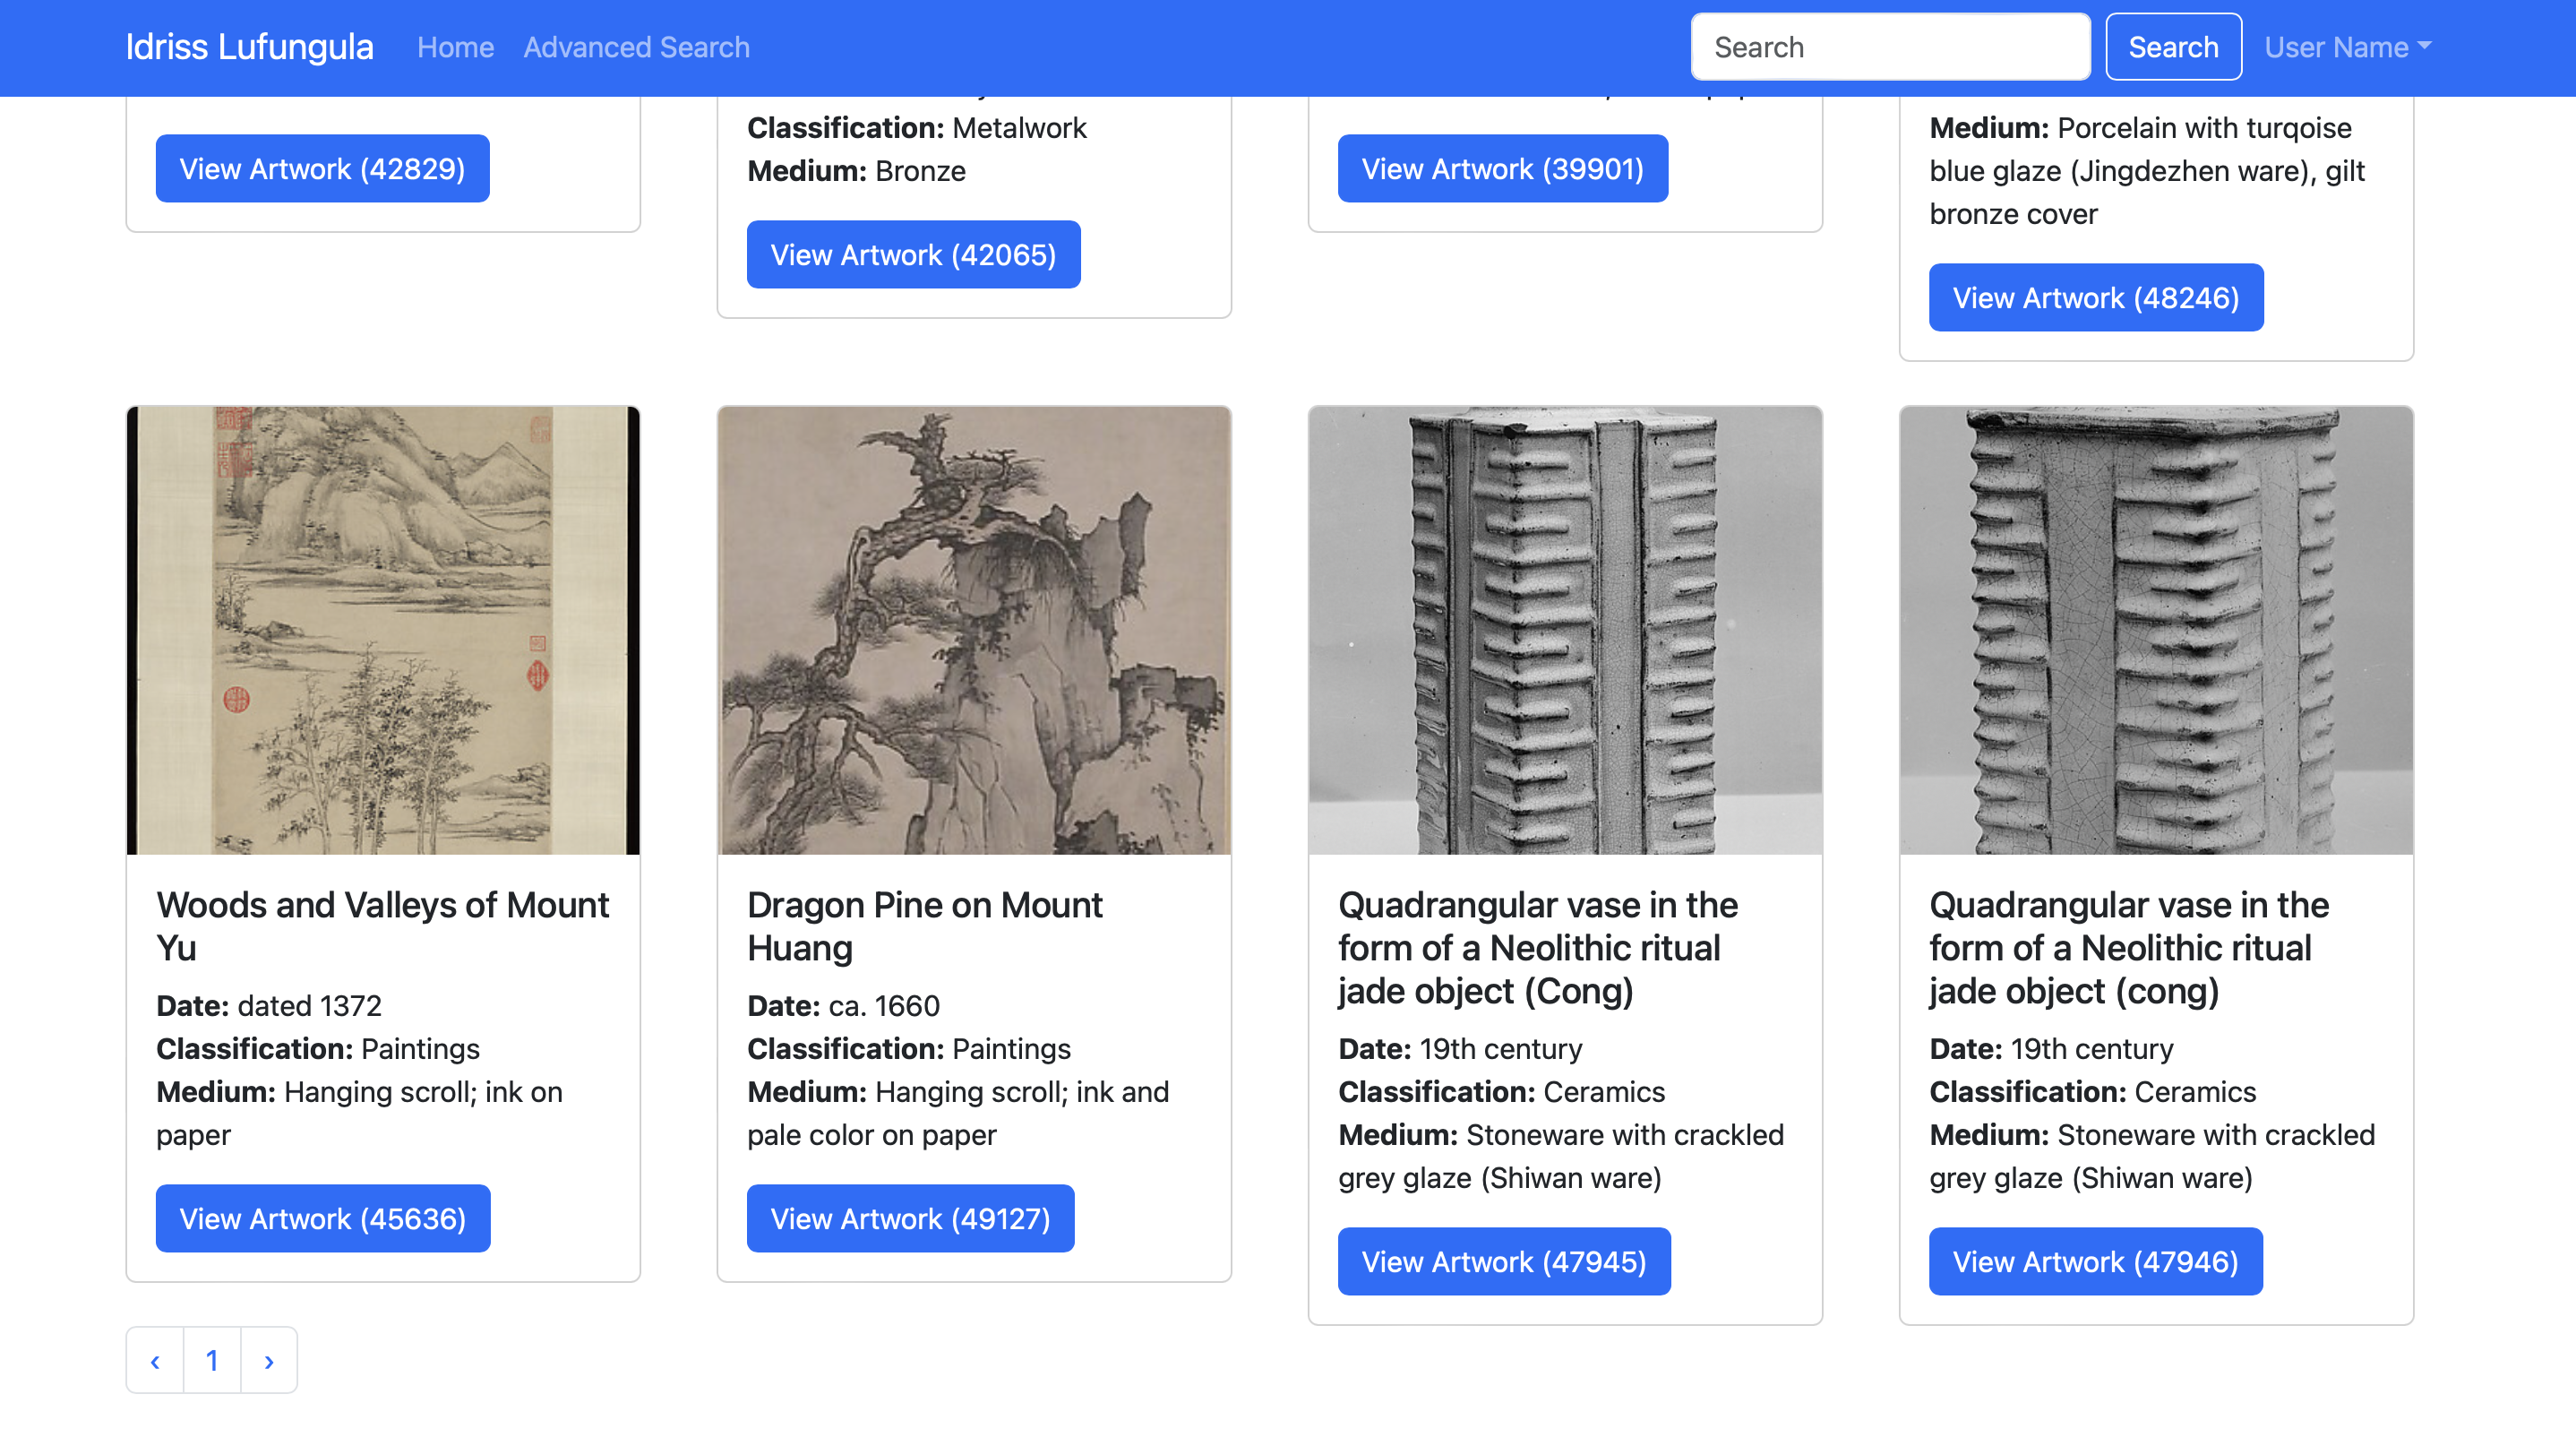 Idriss Lufungula Home Advanced Search Search Search User Name
View Artwork (42829)
Classification: Metalwork
Medium: Bronze
View Artwork (42065)
View Artwork (39901)
Medium: Porcelain with turqoise
blue glaze (Jingdezhen ware), gilt
bronze cover
View Artwork (48246)
Woods and Valleys of Mount
Yu
Date: dated 1372
Classification: Paintings
Medium: Hanging scroll; ink on
paper
View Artwork (45636)
Dragon Pine on Mount
Huang
Date: ca. 1660
Classification: Paintings
Medium: Hanging scroll; ink and
pale color on paper
View Artwork (49127)
Quadrangular vase in the
form of a Neolithic ritual
jade object (Cong)
Date: 19th century
Classification: Ceramics
Medium: Stoneware with crackled
grey glaze (Shiwan ware)
View Artwork (47945)
Quadrangular vase in the
form of a Neolithic ritual
jade object (cong)
Date: 19th century
Classification: Ceramics
Medium: Stoneware with crackled
grey glaze (Shiwan ware)
View Artwork (47946)
‹ 1 ›